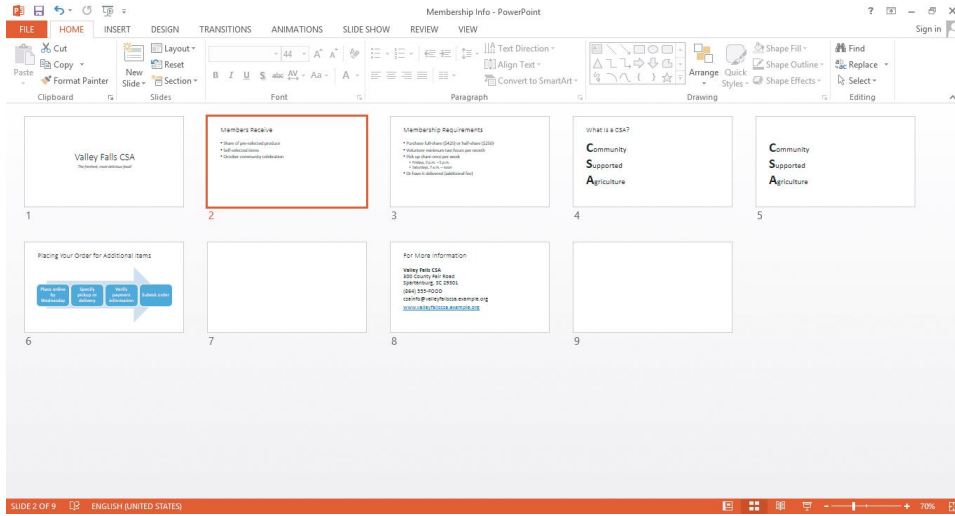 Membership Info - PowerPoint
FILE HOME INSERT DESIGN TRANSITIONS ANIMATIONS SLIDE SHOW REVIEW VIEW Sign in
Paste Cut Copy Format Painter
New Slide Layout Reset Section
44
B I U S abc AV Aa A
Text Direction
Align Text
Convert to SmartArt
Arrange Quick Styles
Shape Fill
Shape Outline
Shape Effects
Find
Replace
Select
Clipboard Slides Font Paragraph Drawing Editing
Valley Falls CSA
The freshest, most delicious food!
1
Members Receive
• Share of pre-selected produce
• Self-selected items
• October community celebration
2
Membership Requirements
• Purchase full-share ($425) or half-share ($250)
• Volunteer minimum two hours per month
• Pick up share once per week
• Friday, 3 p.m. – 5 p.m.
• Saturday, 7 a.m. – noon
• Or have it delivered (additional fee)
3
What is a CSA?
Community
Supported
Agriculture
4
Community
Supported
Agriculture
5
Placing Your Order for Additional Items
Place online by Wednesday
Specify pickup or delivery
Verify payment information
Submit order
6
7
For More Information
Valley Falls CSA
300 County Fair Road
Spartanburg, SC 29301
(864) 555-FOOD
csainfo@valleyfallscsa.example.org
www.valleyfallscsa.example.org
8
9
SLIDE 2 OF 9 ENGLISH (UNITED STATES) 70%